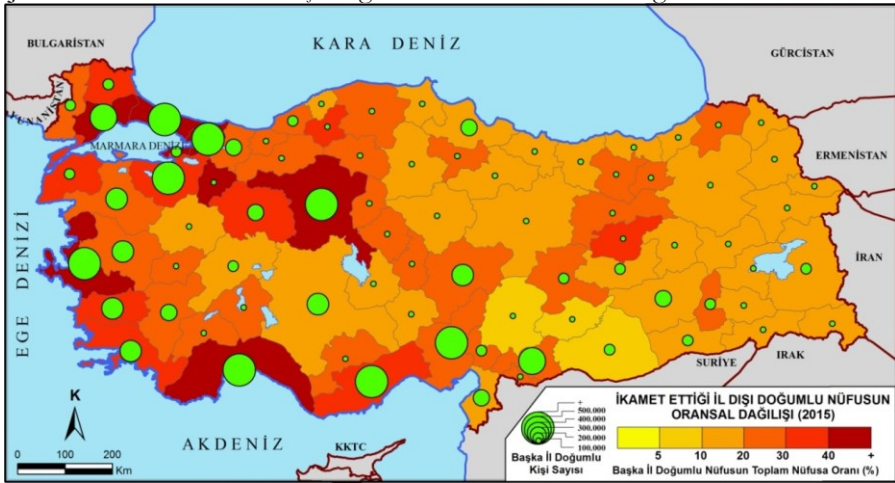 BULGARİSTAN
KARA DENİZ
GÜRCİSTAN
YUNANİSTAN
MARMARA DENİZİ
ERMENİSTAN
EGE DENİZİ
İRAN
SURİYE
IRAK
K
AKDENİZ
KKTC
0 100 200
Km
+
500.000
400.000
300.000
200.000
100.000
Başka İl Doğumlu
Kişi Sayısı
İKAMET ETTİĞİ İL DIŞI DOĞUMLU NÜFUSUN
ORANSAL DAĞILIŞI (2015)
5 10 20 30 40 +
Başka İl Doğumlu Nüfusun Toplam Nüfusa Oranı (%)